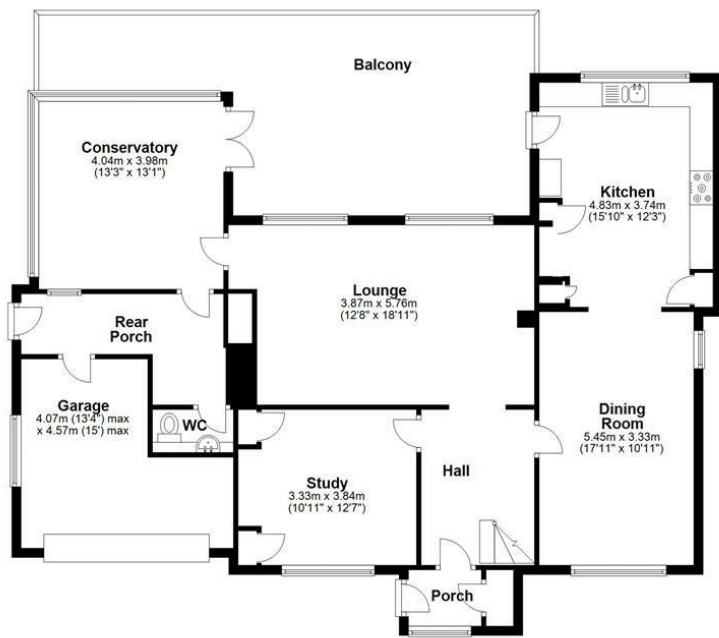 Balcony
Conservatory
4.04m x 3.98m
(13'3" x 13'1")
Kitchen
4.83m x 3.74m
(15'10" x 12'3")
Lounge
3.87m x 5.76m
(12'8" x 18'11")
Rear
Porch
Garage
4.07m (13'4") max
x 4.57m (15') max
WC
Dining
Room
5.45m x 3.33m
(17'11" x 10'11")
Study
3.33m x 3.84m
(10'11" x 12'7")
Hall
Porch